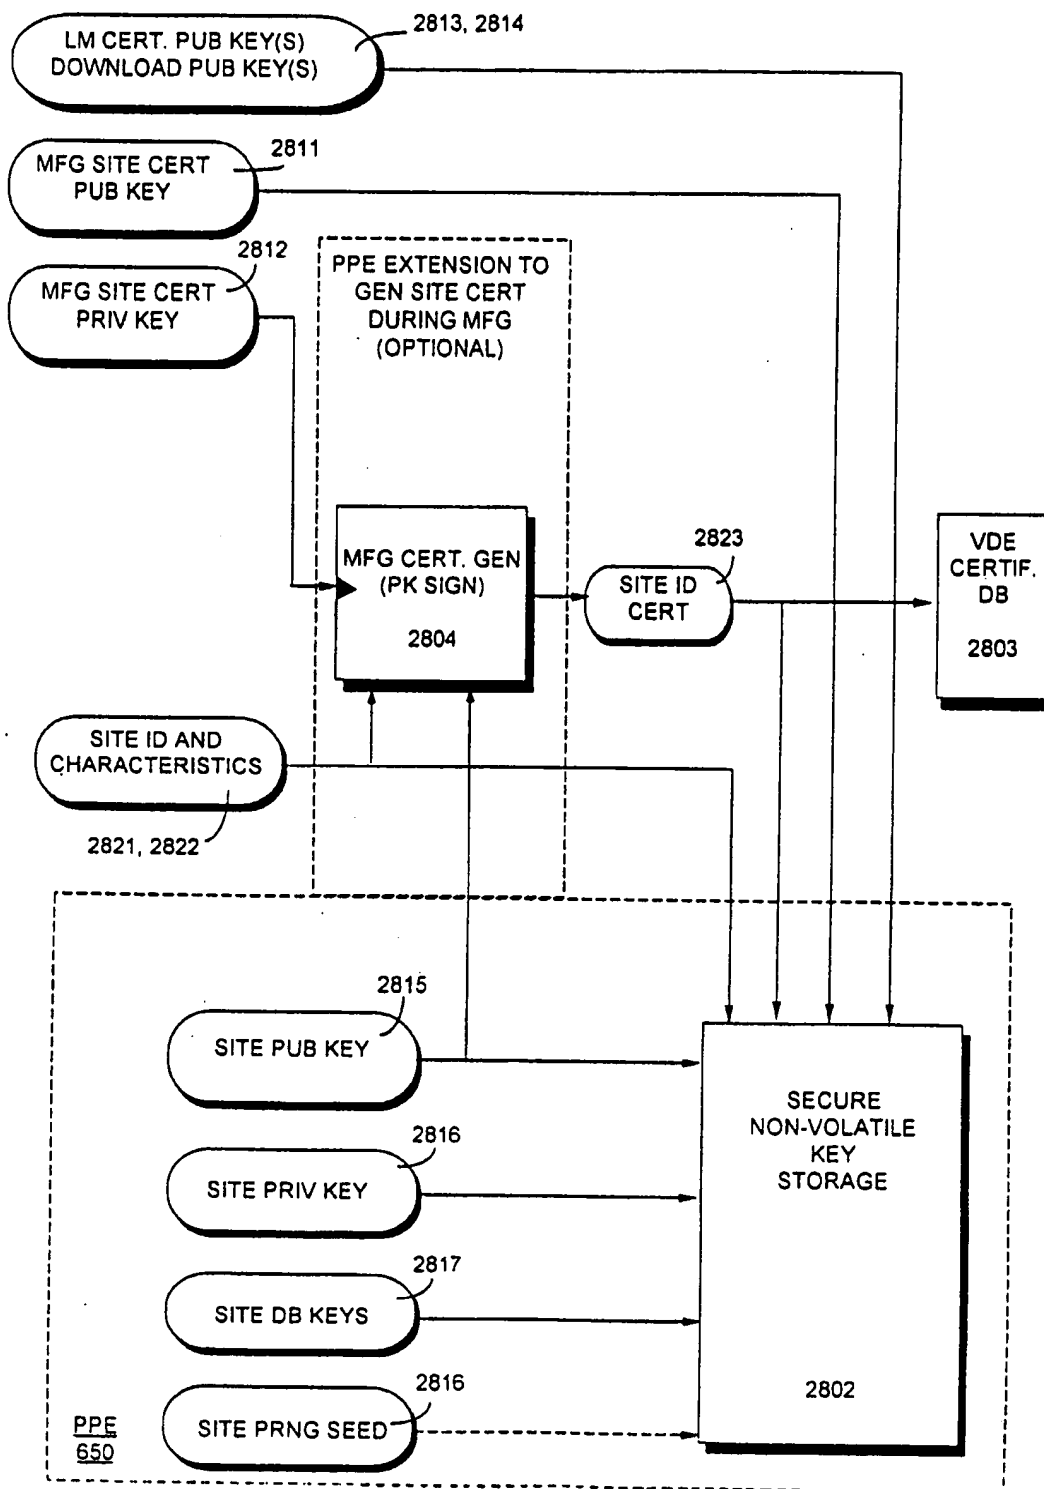 LM CERT. PUB KEY(S)
DOWNLOAD PUB KEY(S)
2813, 2814
MFG SITE CERT
PUB KEY
2811
MFG SITE CERT
PRIV KEY
2812
PPE EXTENSION TO
GEN SITE CERT
DURING MFG
(OPTIONAL)
MFG CERT. GEN
(PK SIGN)
2804
SITE ID
CERT
2823
VDE
CERTIF.
DB
2803
SITE ID AND
CHARACTERISTICS
2821, 2822
SITE PUB KEY
2815
SITE PRIV KEY
2816
SITE DB KEYS
2817
SITE PRNG SEED
2816
SECURE
NON-VOLATILE
KEY
STORAGE
2802
PPE
650